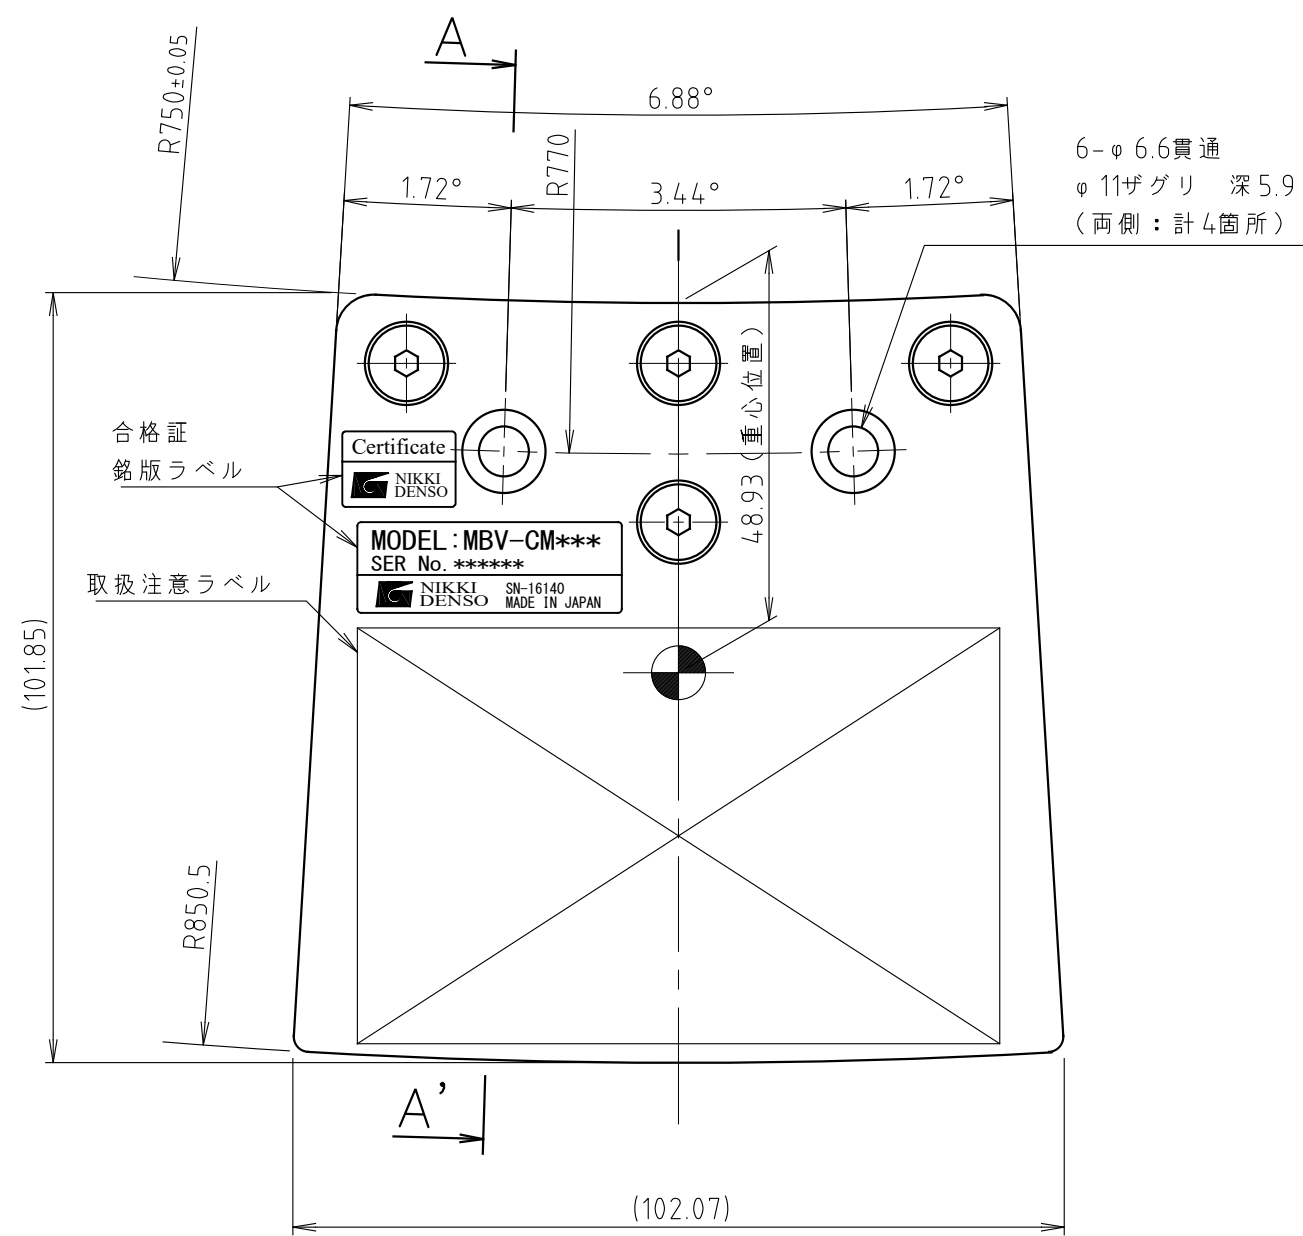 A
R750±0.05
6.88°
R770
1.72°
3.44°
1.72°
6-φ 6.6貫通
φ 11ザグリ 深5.9
(両側：計4箇所)
48.93(重心位置)
合格証
銘版ラベル
Certificate
NIKKI
DENSO
MODEL:MBV-CM***
SER No. ******
NIKKI
DENSO
SN-16140
MADE IN JAPAN
取扱注意ラベル
(101.85)
R850.5
A'
(102.07)